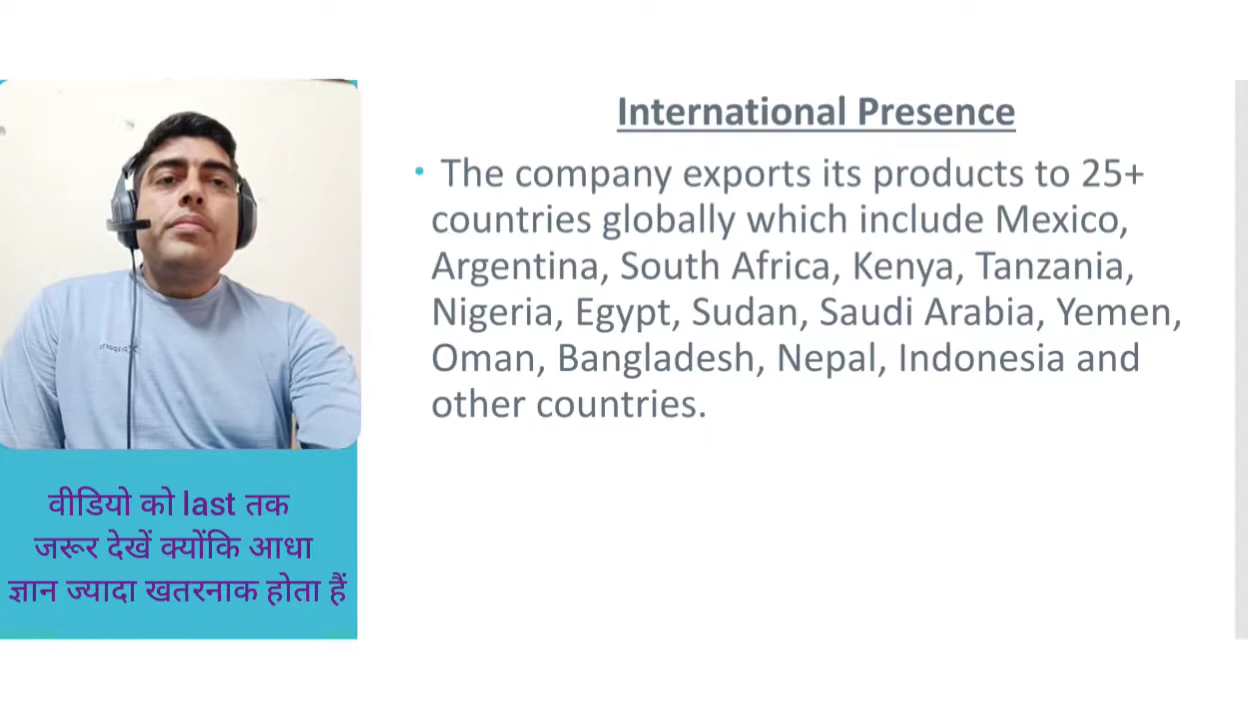 International Presence
• The company exports its products to 25+
countries globally which include Mexico,
Argentina, South Africa, Kenya, Tanzania,
Nigeria, Egypt, Sudan, Saudi Arabia, Yemen,
Oman, Bangladesh, Nepal, Indonesia and
other countries.
वीडियो को last तक
जरूर देखें क्योंकि आधा
ज्ञान ज्यादा खतरनाक होता हैं